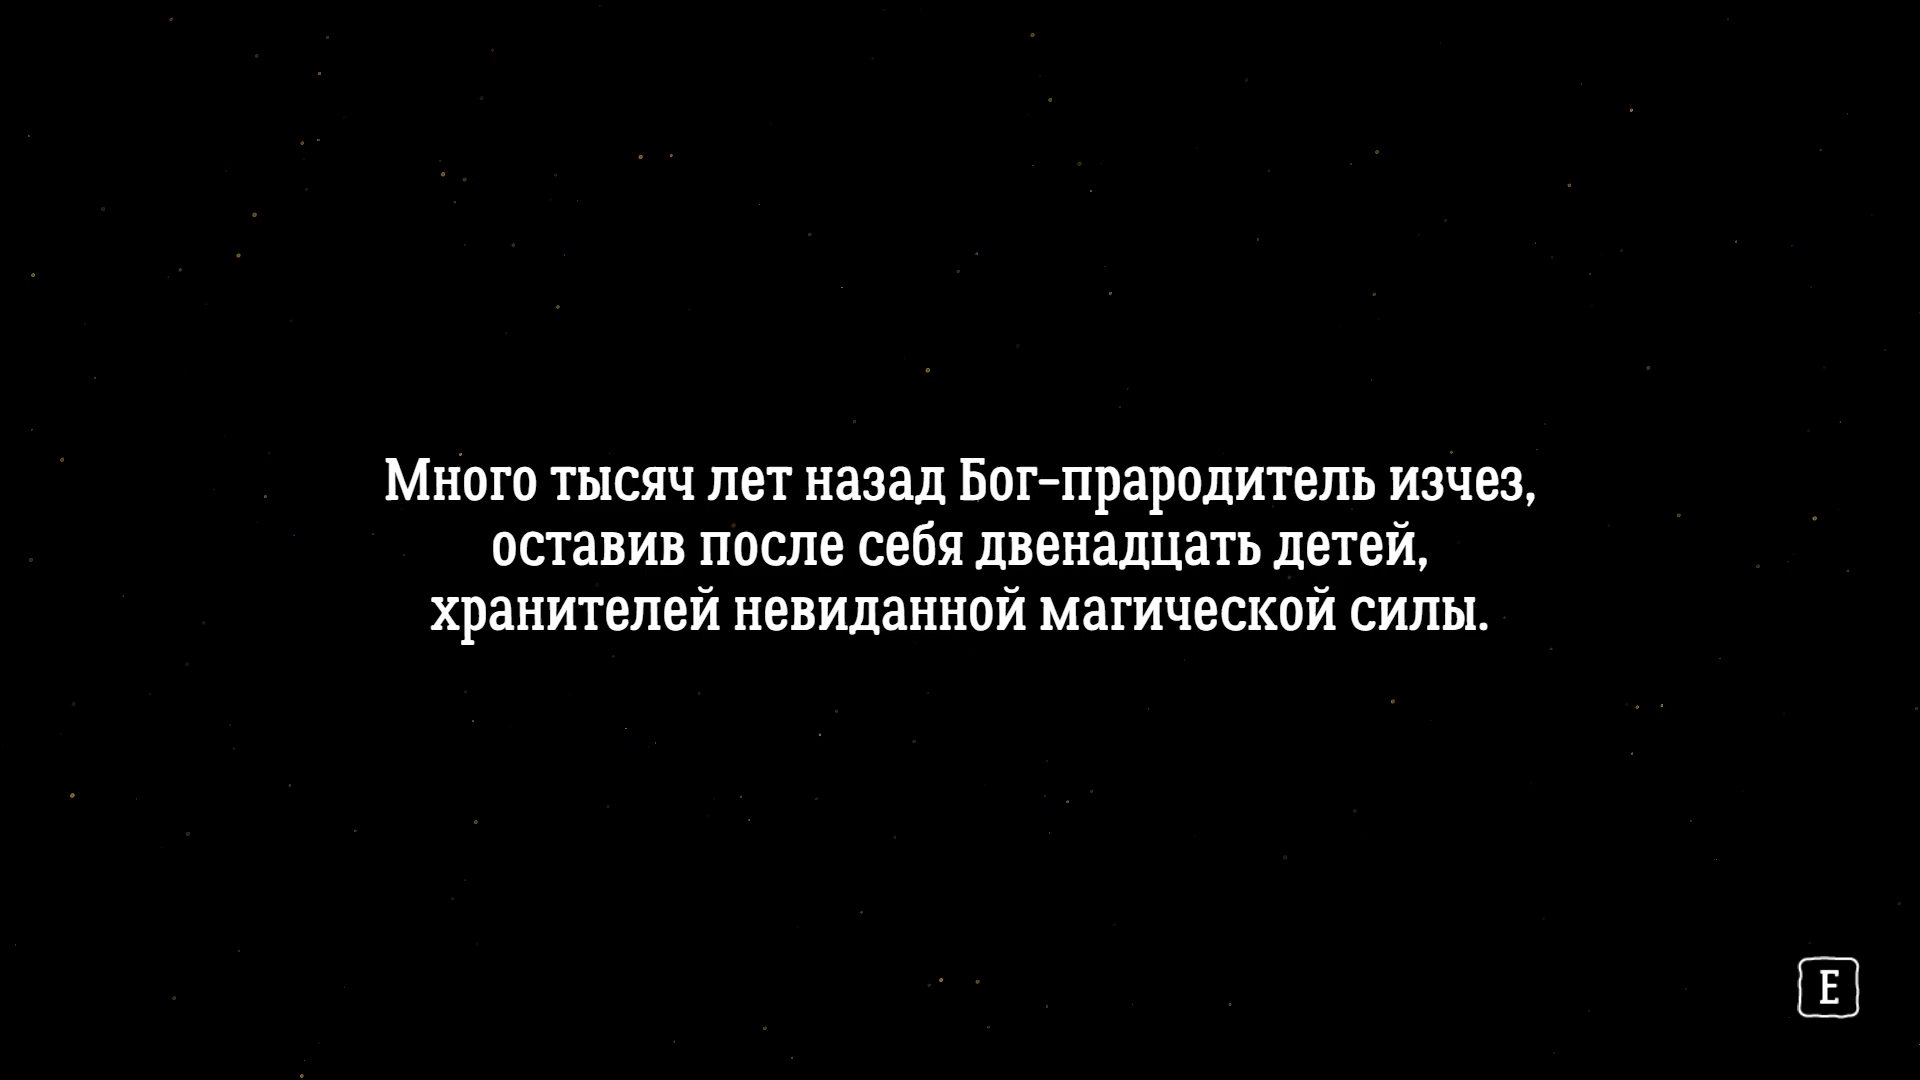 Много тысяч лет назад Бог-прародитель изчез,
оставив после себя двенадцать детей,
хранителей невиданной магической силы.
E